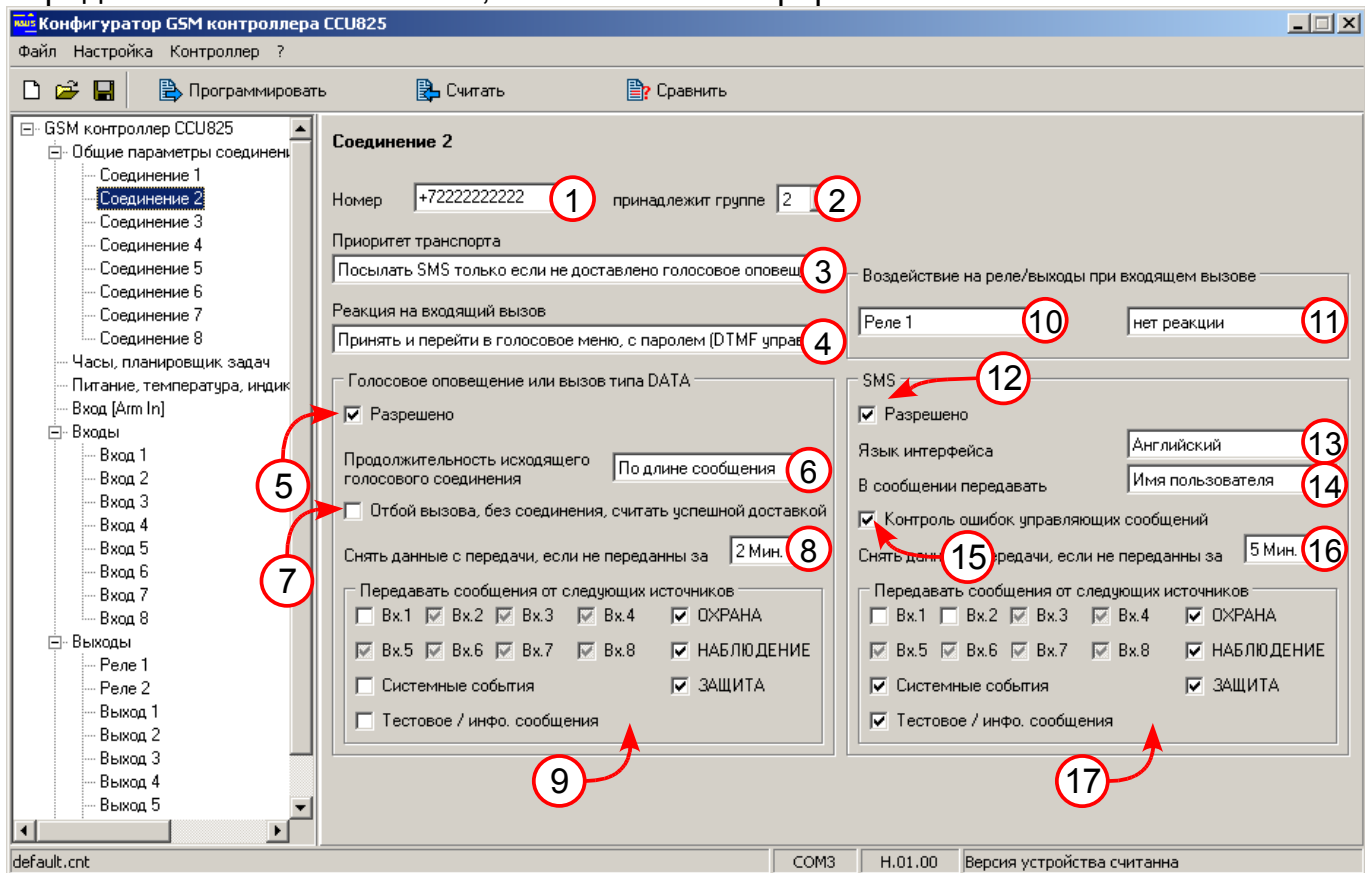 Конфигуратор GSM контроллера CCU825
Файл Настройка Контроллер ?
Программировать Считать Сравнить
GSM контроллер CCU825
Общие параметры соединен
Соединение 1
Соединение 2
Соединение 3
Соединение 4
Соединение 5
Соединение 6
Соединение 7
Соединение 8
Часы, планировщик задач
Питание, температура, индик
Вход [Arm In]
Входы
Вход 1
Вход 2
Вход 3
Вход 4
Вход 5
Вход 6
Вход 7
Вход 8
Выходы
Реле 1
Реле 2
Выход 1
Выход 2
Выход 3
Выход 4
Выход 5
Соединение 2
Номер +72222222222 1 принадлежит группе 2 2
Приоритет транспорта
Посылать SMS только если не доставлено голосовое оповещ 3
Реакция на входящий вызов
Принять и перейти в голосовое меню, с паролем (DTMF управ 4
Воздействие на реле/выходы при входящем вызове
Реле 1 10 нет реакции 11
Голосовое оповещение или вызов типа DATA
5 Разрешено
Продолжительность исходящего
голосового соединения По длине сообщения 6
7 Отбой вызова, без соединения, считать успешной доставкой
Снять данные с передачи, если не переданны за 2 Мин. 8
Передавать сообщения от следующих источников
Вх.1 Вх.2 Вх.3 Вх.4 ОХРАНА
Вх.5 Вх.6 Вх.7 Вх.8 НАБЛЮДЕНИЕ
Системные события ЗАЩИТА
Тестовое / инфо. сообщения
9
SMS 12
Разрешено
Язык интерфейса Английский 13
В сообщении передавать Имя пользователя 14
Контроль ошибок управляющих сообщений
15
Снять данн редачи, если не переданны за 5 Мин. 16
Передавать сообщения от следующих источников
Вх.1 Вх.2 Вх.3 Вх.4 ОХРАНА
Вх.5 Вх.6 Вх.7 Вх.8 НАБЛЮДЕНИЕ
Системные события ЗАЩИТА
Тестовое / инфо. сообщения
17
default.cnt COM3 H.01.00 Версия устройства считанна